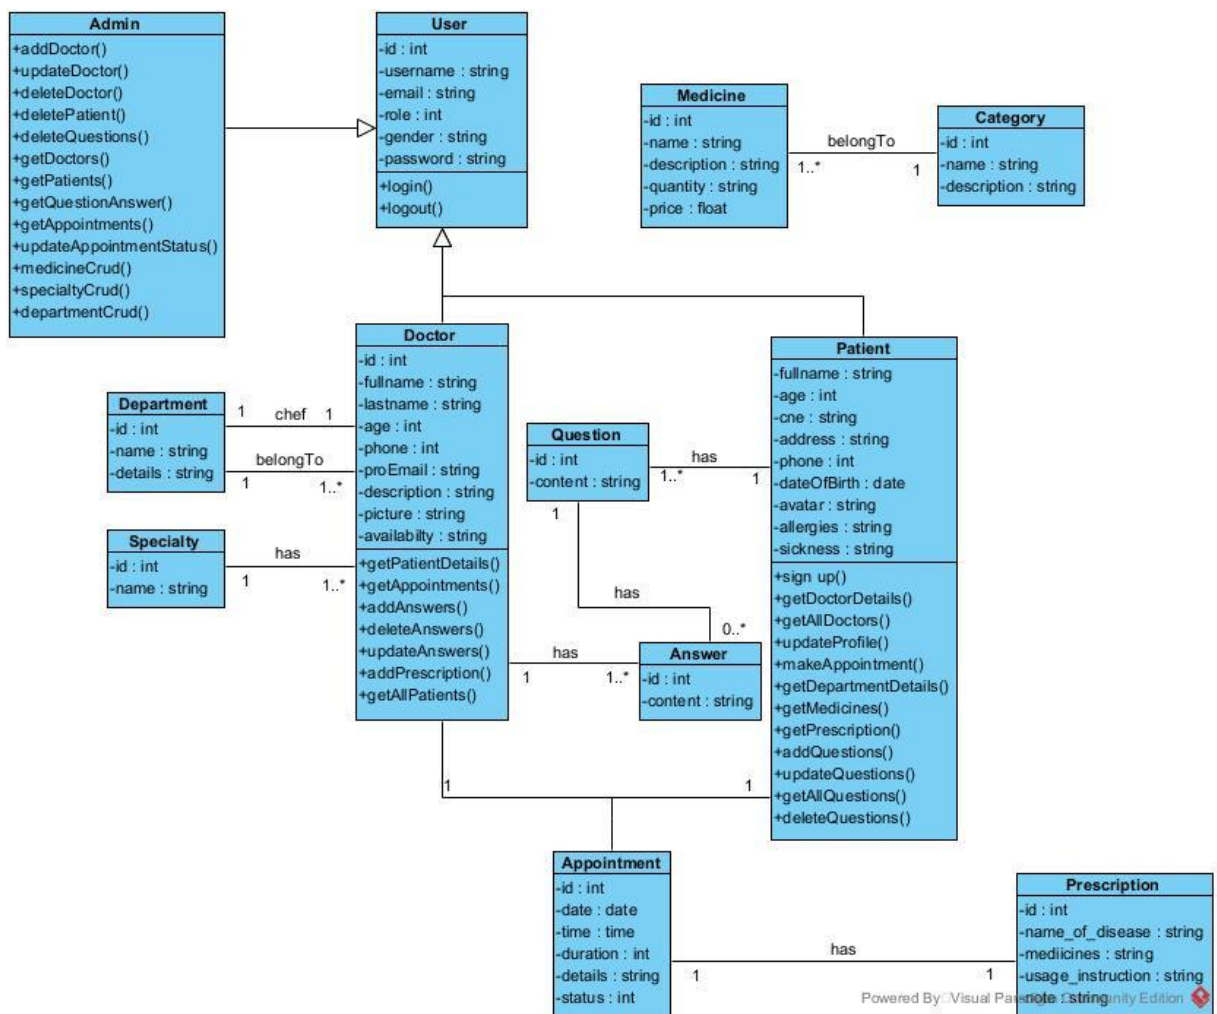 Admin
+addDoctor()
+updateDoctor()
+deleteDoctor()
+deletePatient()
+deleteQuestions()
+getDoctors()
+getPatients()
+getQuestionAnswer()
+getAppointments()
+updateAppointmentStatus()
+medicineCrud()
+specialtyCrud()
+departmentCrud()
User
-id : int
-username : string
-email : string
-role : int
-gender : string
-password : string
+login()
+logout()
Medicine
-id : int
-name : string
-description : string
-quantity : string
-price : float
belongTo
1..*
1
Category
-id : int
-name : string
-description : string
Department
-id : int
-name : string
-details : string
1
chef
1
belongTo
1
1..*
Specialty
-id : int
-name : string
has
1
1..*
Doctor
-id : int
-fullname : string
-lastname : string
-age : int
-phone : int
-proEmail : string
-description : string
-picture : string
-availabilty : string
+getPatientDetails()
+getAppointments()
+addAnswers()
+deleteAnswers()
+updateAnswers()
+addPrescription()
+getAllPatients()
Question
-id : int
-content : string
has
1..*
1
1
has
0..*
Answer
-id : int
-content : string
has
1
1..*
Patient
-fullname : string
-age : int
-cne : string
-address : string
-phone : int
-dateOfBirth : date
-avatar : string
-allergies : string
-sickness : string
+sign up()
+getDoctorDetails()
+getAllDoctors()
+updateProfile()
+makeAppointment()
+getDepartmentDetails()
+getMedicines()
+getPrescription()
+addQuestions()
+updateQuestions()
+getAllQuestions()
+deleteQuestions()
1
1
Appointment
-id : int
-date : date
-time : time
-duration : int
-details : string
-status : int
has
1
1
Prescription
-id : int
-name_of_disease : string
-mediicines : string
-usage_instruction : string
-note : string
Powered By Visual Paradigm Community Edition